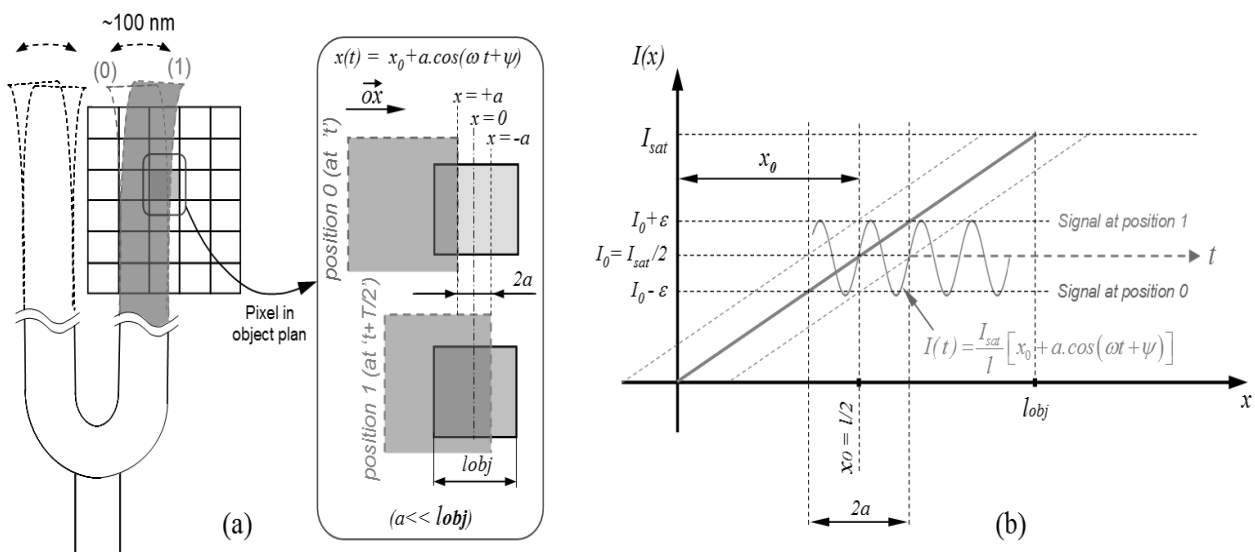 ~100 nm
(0)
(1)
Pixel in
object plan
(a)
x(t) = x₀+a.cos(ω t+ψ)
ox
x=+a
x=0
x=-a
position 0 (at 't')
2a
position 1 (at 't+T/2')
lobj
(a<< lobj)
I(x)
Isat
x₀
I₀+ε
Signal at position 1
I₀=Isat/2
t
I₀-ε
Signal at position 0
I(t)=Isat/l[x₀+a.cos(ωt+ψ)]
x
xO = l/2
lobj
2a
(b)